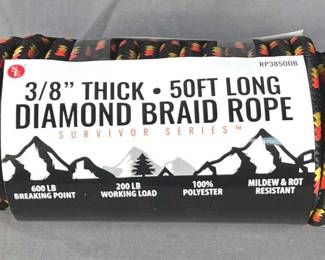 RP3850DB
SE
3/8" THICK • 50FT LONG
DIAMOND BRAID ROPE
SURVIVOR SERIES™
600 LB BREAKING POINT
200 LB WORKING LOAD
100% POLYESTER
MILDEW & ROT RESISTANT